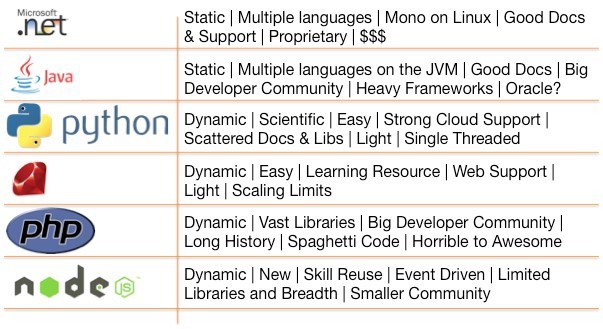 Microsoft
.net
Static | Multiple languages | Mono on Linux | Good Docs
& Support | Proprietary | $$$
Java
Static | Multiple languages on the JVM | Good Docs | Big
Developer Community | Heavy Frameworks | Oracle?
python
Dynamic | Scientific | Easy | Strong Cloud Support |
Scattered Docs & Libs | Light | Single Threaded
Dynamic | Easy | Learning Resource | Web Support |
Light | Scaling Limits
php
Dynamic | Vast Libraries | Big Developer Community |
Long History | Spaghetti Code | Horrible to Awesome
node JS
Dynamic | New | Skill Reuse | Event Driven | Limited
Libraries and Breadth | Smaller Community